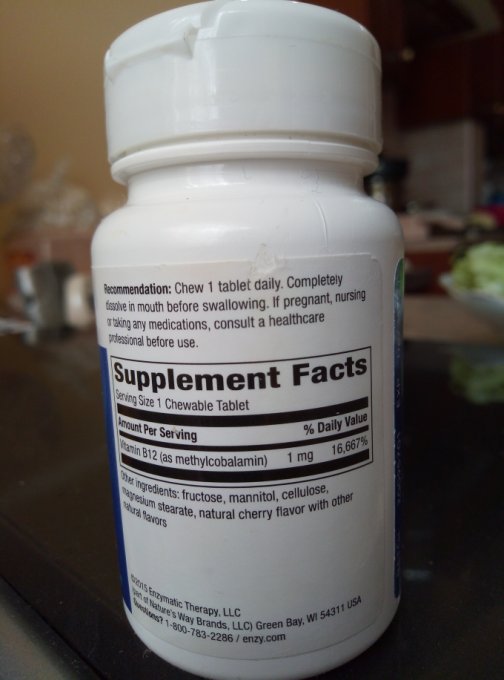 Recommendation: Chew 1 tablet daily. Completely
dissolve in mouth before swallowing. If pregnant, nursing
or taking any medications, consult a healthcare
professional before use.
Supplement Facts
Serving Size 1 Chewable Tablet
Amount Per Serving % Daily Value
Vitamin B12 (as methylcobalamin) 1 mg 16,667%
Other ingredients: fructose, mannitol, cellulose,
magnesium stearate, natural cherry flavor with other
natural flavors
©2015 Enzymatic Therapy, LLC
(part of Nature's Way Brands, LLC) Green Bay, WI 54311 USA
Questions? 1-800-783-2286 / enzy.com